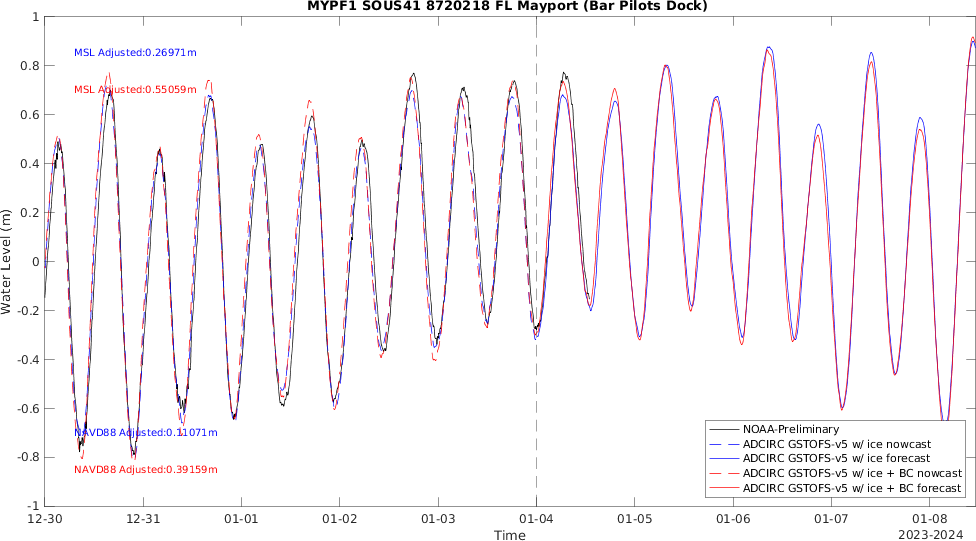 MYPF1 SOUS41 8720218 FL Mayport (Bar Pilots Dock)
1
0.8
0.6
0.4
0.2
0
-0.2
-0.4
-0.6
-0.8
-1
Water Level (m)
MSL Adjusted:0.26971m
MSL Adjusted:0.55059m
NAVD88 Adjusted:0.11071m
NAVD88 Adjusted:0.39159m
NOAA-Preliminary
ADCIRC GSTOFS-v5 w/ ice nowcast
ADCIRC GSTOFS-v5 w/ ice forecast
ADCIRC GSTOFS-v5 w/ ice + BC nowcast
ADCIRC GSTOFS-v5 w/ ice + BC forecast
12-30 12-31 01-01 01-02 01-03 01-04 01-05 01-06 01-07 01-08
2023-2024
Time